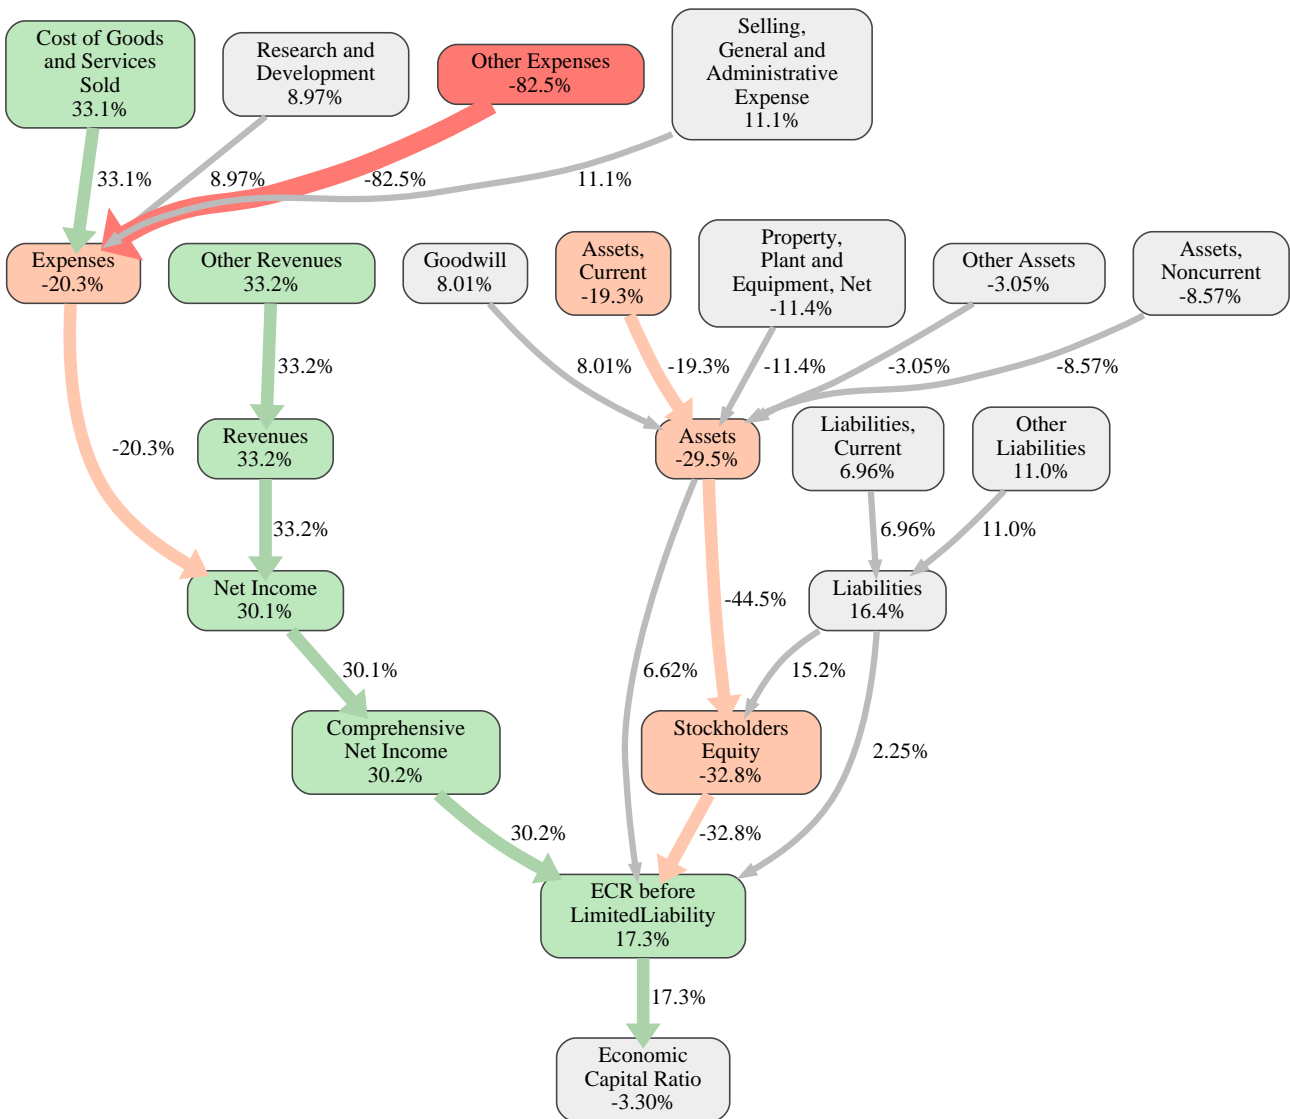 Cost of Goods
and Services
Sold
33.1%
Research and
Development
8.97%
Other Expenses
-82.5%
Selling,
General and
Administrative
Expense
11.1%
33.1%
8.97%
-82.5%
11.1%
Expenses
-20.3%
Other Revenues
33.2%
Goodwill
8.01%
Assets,
Current
-19.3%
Property,
Plant and
Equipment, Net
-11.4%
Other Assets
-3.05%
Assets,
Noncurrent
-8.57%
33.2%
8.01%
-19.3%
-11.4%
-3.05%
-8.57%
-20.3%
Revenues
33.2%
Assets
-29.5%
Liabilities,
Current
6.96%
Other
Liabilities
11.0%
33.2%
6.96%
11.0%
Net Income
30.1%
-44.5%
Liabilities
16.4%
30.1%
6.62%
15.2%
2.25%
Comprehensive
Net Income
30.2%
Stockholders
Equity
-32.8%
30.2%
-32.8%
ECR before
LimitedLiability
17.3%
17.3%
Economic
Capital Ratio
-3.30%